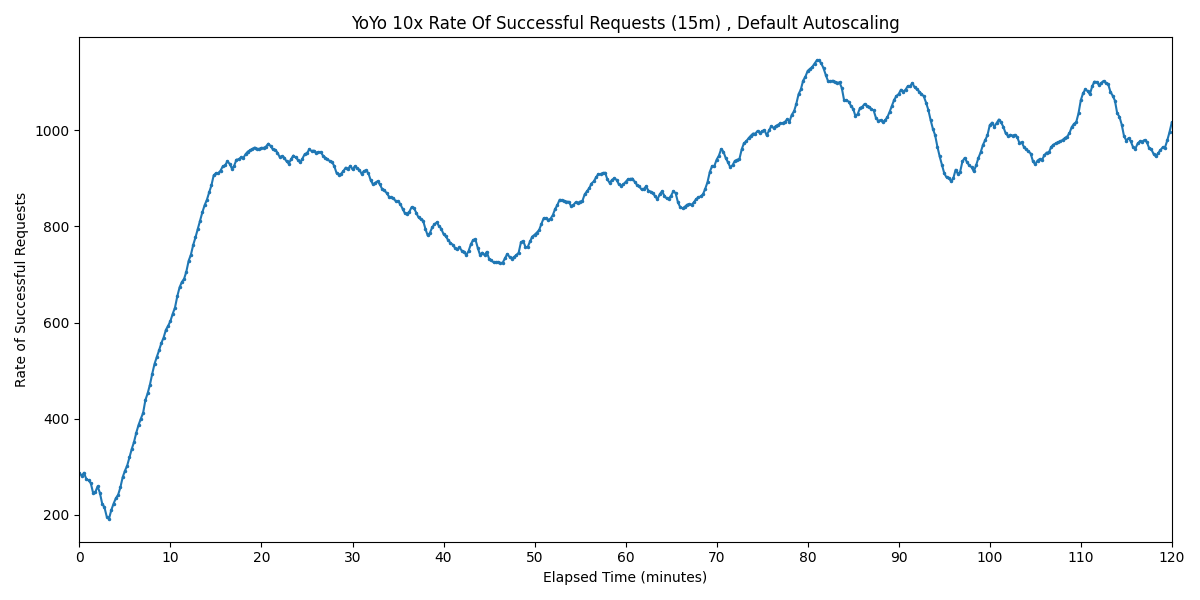 YoYo 10x Rate Of Successful Requests (15m) , Default Autoscaling
Rate of Successful Requests
1000
800
600
400
200
0 10 20 30 40 50 60 70 80 90 100 110 120
Elapsed Time (minutes)